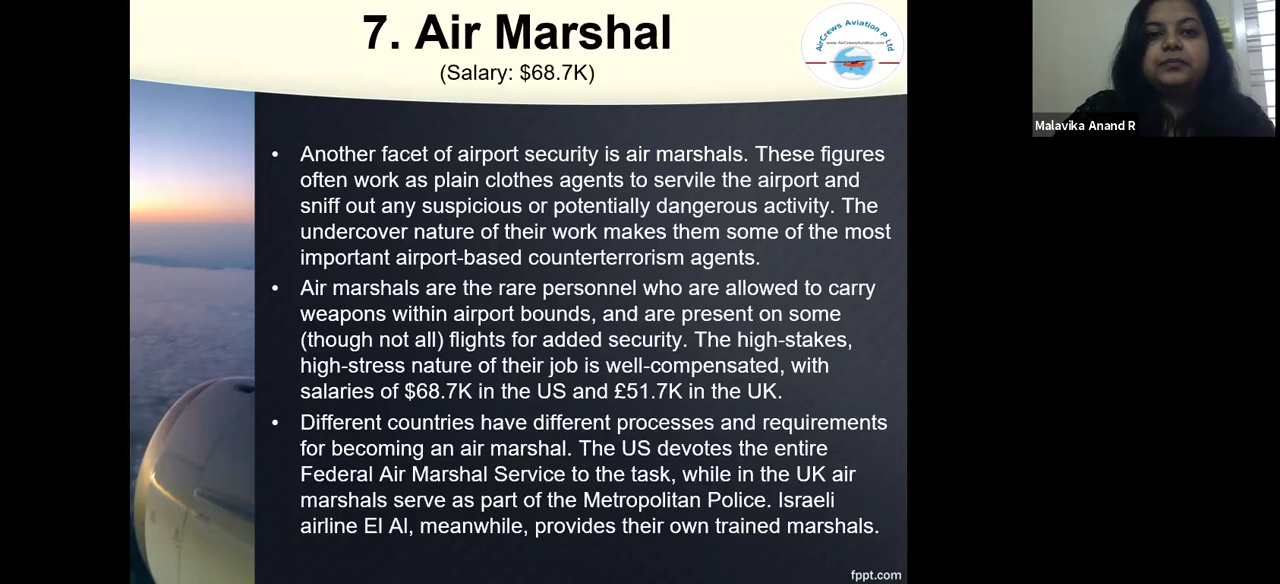 7. Air Marshal
(Salary: $68.7K)
AirCrews Aviation P Ltd
www.AirCrewsAviation.com
Malavika Anand R
• Another facet of airport security is air marshals. These figures
often work as plain clothes agents to servile the airport and
sniff out any suspicious or potentially dangerous activity. The
undercover nature of their work makes them some of the most
important airport-based counterterrorism agents.
• Air marshals are the rare personnel who are allowed to carry
weapons within airport bounds, and are present on some
(though not all) flights for added security. The high-stakes,
high-stress nature of their job is well-compensated, with
salaries of $68.7K in the US and £51.7K in the UK.
• Different countries have different processes and requirements
for becoming an air marshal. The US devotes the entire
Federal Air Marshal Service to the task, while in the UK air
marshals serve as part of the Metropolitan Police. Israeli
airline El Al, meanwhile, provides their own trained marshals.
fppt.com